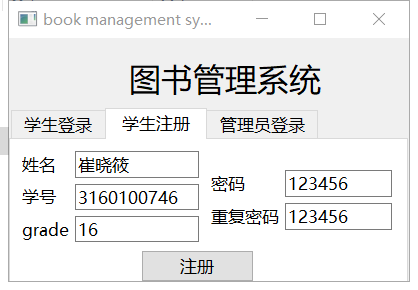 book management sy...
图书管理系统
学生登录 学生注册 管理员登录
姓名 崔晓筱
学号 3160100746
grade 16
密码 123456
重复密码 123456
注册